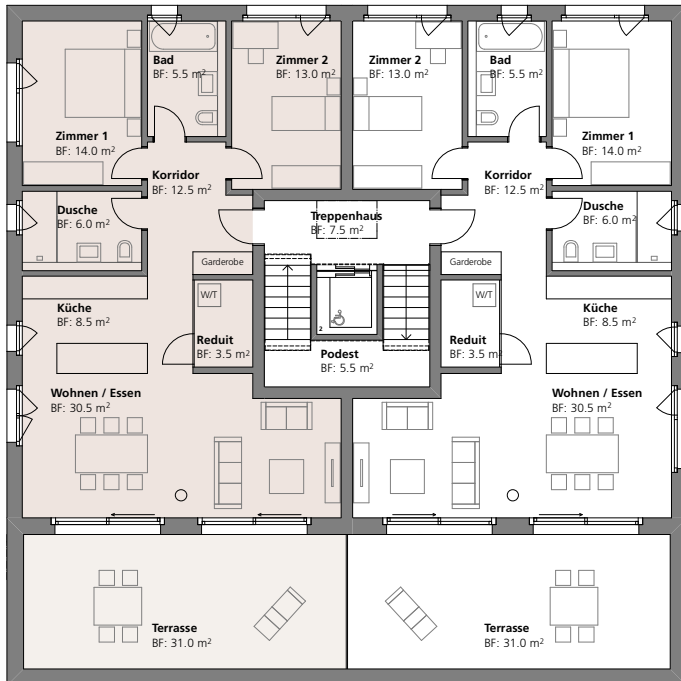 Bad
BF: 5.5 m²
Zimmer 2
BF: 13.0 m²
Zimmer 2
BF: 13.0 m²
Bad
BF: 5.5 m²
Zimmer 1
BF: 14.0 m²
Zimmer 1
BF: 14.0 m²
Korridor
BF: 12.5 m²
Korridor
BF: 12.5 m²
Dusche
BF: 6.0 m²
Treppenhaus
BF: 7.5 m²
Dusche
BF: 6.0 m²
Garderobe
Garderobe
W/T
W/T
Küche
BF: 8.5 m²
Küche
BF: 8.5 m²
2
Reduit
BF: 3.5 m²
Podest
BF: 5.5 m²
Reduit
BF: 3.5 m
Wohnen / Essen
BF: 30.5 m²
Wohnen / Essen
BF: 30.5 m²
Terrasse
BF: 31.0 m²
Terrasse
BF: 31.0 m²